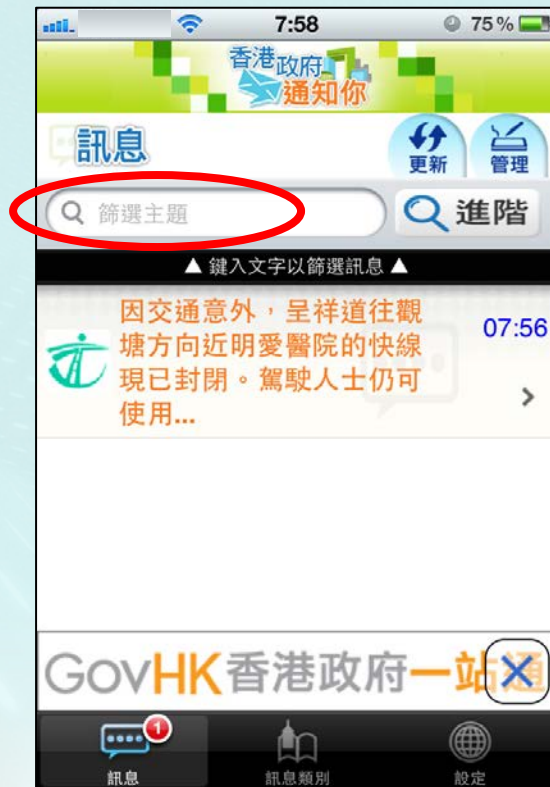 7:58
75%
香港政府
通知你
訊息
更新
管理
篩選主題
進階
▲ 鍵入文字以篩選訊息 ▲
因交通意外，呈祥道往觀
塘方向近明愛醫院的快線
現已封閉。駕駛人士仍可
使用...
07:56
GovHK香港政府一站通
1
訊息
訊息類別
設定